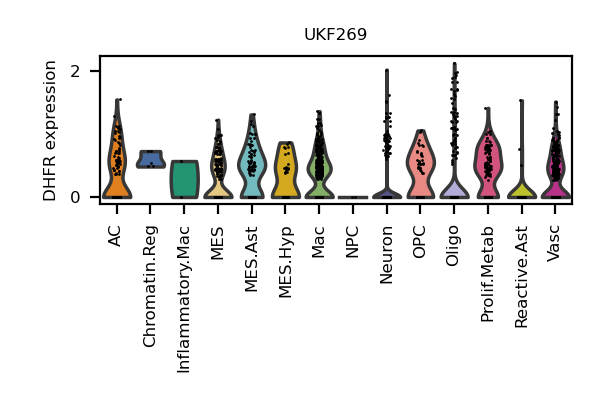 UKF269
DHFR expression
2
0
AC
Chromatin.Reg
Inflammatory.Mac
MES
MES.Ast
MES.Hyp
Mac
NPC
Neuron
OPC
Oligo
Prolif.Metab
Reactive.Ast
Vasc